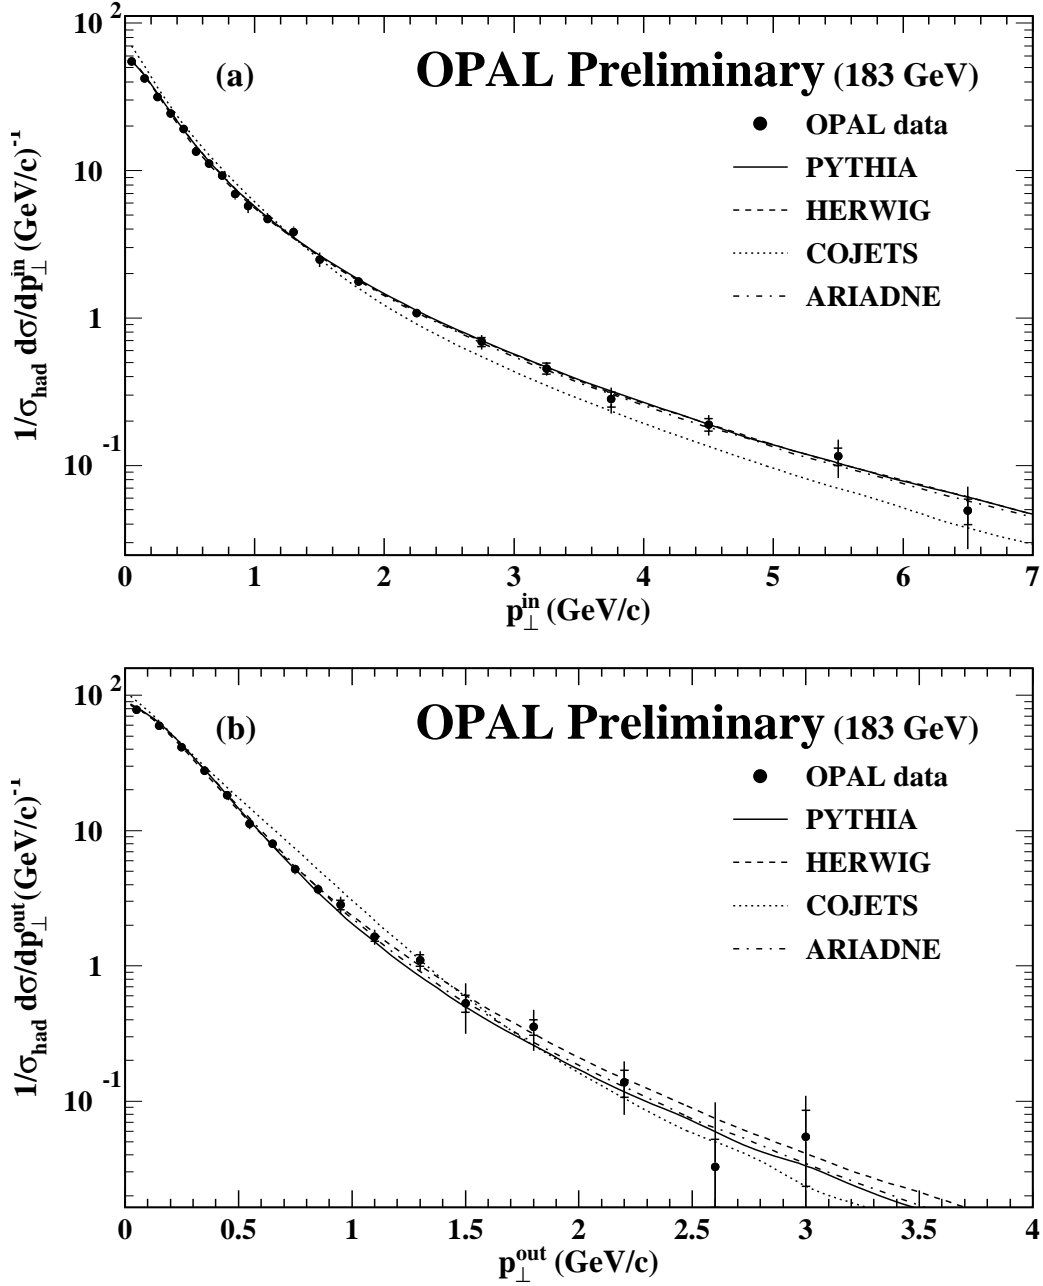 10 2
(a)
OPAL Preliminary (183 GeV)
OPAL data
PYTHIA
HERWIG
COJETS
ARIADNE
10
1
10 -1
1/σhad dσ/dp⊥in (GeV/c)-1
0 1 2 3 4 5 6 7
p⊥in (GeV/c)
10 2
(b)
OPAL Preliminary (183 GeV)
OPAL data
PYTHIA
HERWIG
COJETS
ARIADNE
10
1
10 -1
1/σhad dσ/dp⊥out (GeV/c)-1
0 0.5 1 1.5 2 2.5 3 3.5 4
p⊥out (GeV/c)